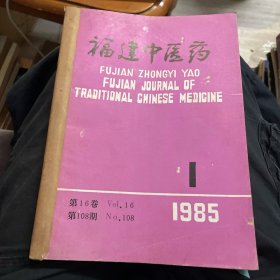 福建中医药
FUJIAN ZHONGYI YAO
FUJIAN JOURNAL OF
TRADITIONAL CHINESE MEDICINE
1
第16卷 Vol.16
第108期 No.108
1985